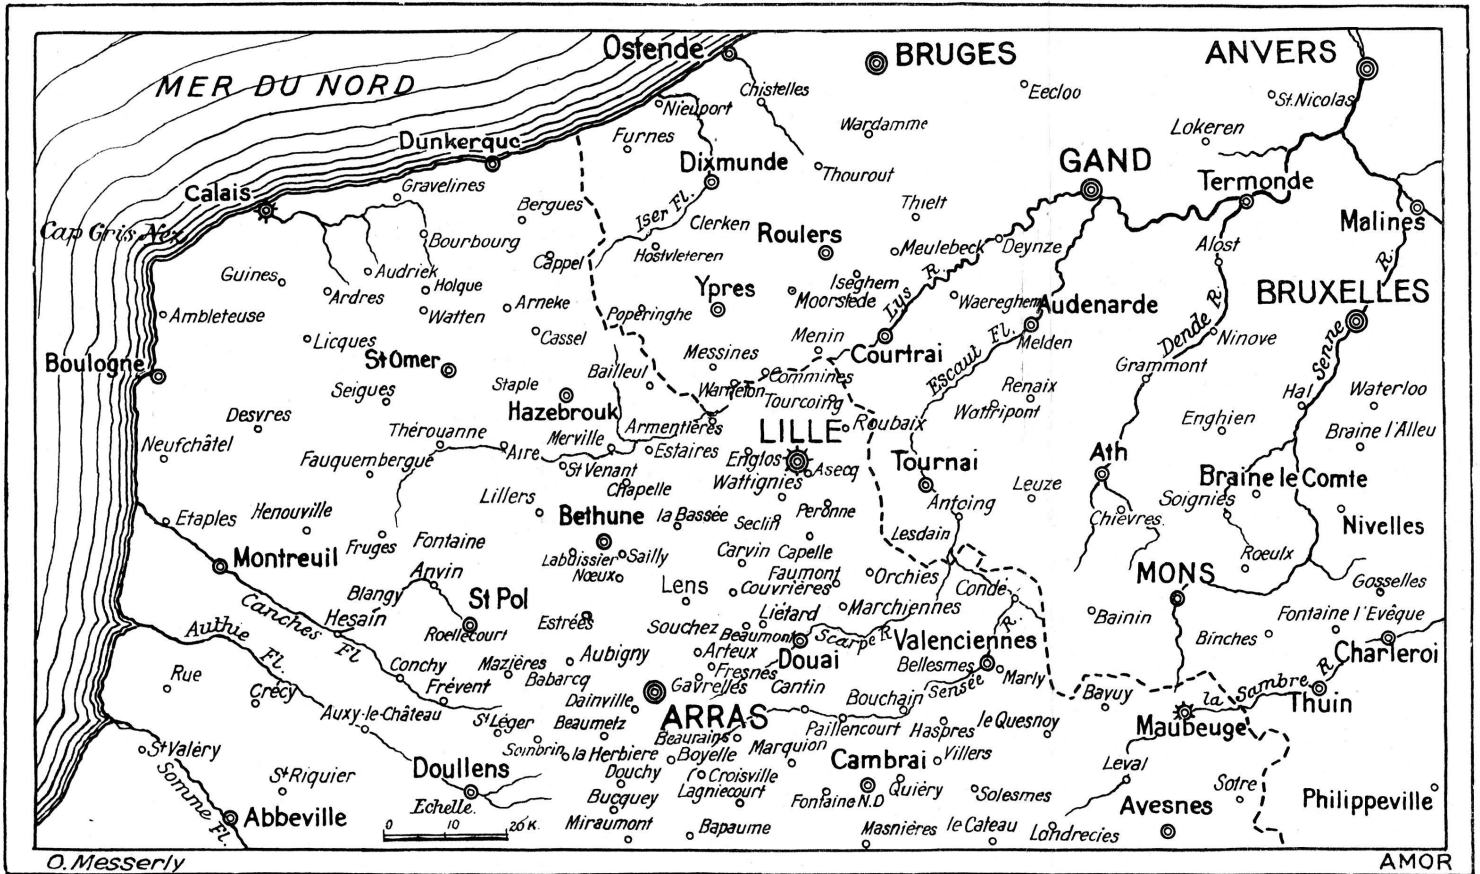 MER DU NORD
Ostende
BRUGES
ANVERS
Chistelles
Eecloo
St. Nicolas
Nieuport
Furnes
Wardamme
Lokeren
Dunkerque
Dixmunde
Thourout
GAND
Termonde
Calais
Gravelines
Bergues
Iser Fl.
Clerken
Thielt
Malines
Cap Gris Nez
Bourbourg
Roulers
Meulebeck
Deynze
Alost
Cappel
Hostvleteren
Guines
Audriek
Ardres
Holque
Iseghem
Moorslede
Lys R.
Waereghem
Audenarde
BRUXELLES
R.
Ambleteuse
Watten
Arneke
Cassel
Poperinghe
Ypres
Menin
Courtrai
Escaut Fl.
Melden
Dende R.
Ninove
Senne
Licques
Boulogne
St Omer
Messines
Grammont
Seigues
Staple
Bailleul
Warneton
Commines
Tourcoing
Renaix
Wattripont
Hal
Waterloo
Desvres
Hazebrouk
Armentières
Roubaix
Enghien
Braine l'Alleu
Neufchâtel
Thérouanne
Aire
Merville
Estaires
LILLE
Englos
Asecq
Tournai
Ath
Fauquembergue
St Venant
Chapelle
Wattignies
Antoing
Leuze
Braine le Comte
Soignies
Etaples
Henouville
Lillers
Bethune
la Bassée
Seclin
Peronne
Lesdain
Chièvres
Nivelles
Montreuil
Fruges
Fontaine
Labuissier
Sailly
Carvin
Capelle
Rœulx
Anvin
Nœux
Faumont
Orchies
Condé
MONS
Gosselles
Blangy
St Pol
Lens
Couvrières
Marchiennes
Bainin
Fontaine l'Evêque
Canches Fl
Hesain
Authie Fl.
Rœllecourt
Estrées
Souchez
Liétard
Beaumont
Scarpe R
Valenciennes
R.
Binches
Charleroi
Rue
Crécy
Conchy
Frévent
Mazières
Babarcq
Aubigny
Arteux
Fresnes
Douai
Bellesmes
Marly
Gavrelles
Cantin
Sensée
Bavuy
la Sambre R
Thuin
Dainville
ARRAS
Bouchain
Auxy-le-Château
St Léger
Beaumetz
Beaurains
Paillencourt
Haspres
le Quesnoy
Maubeuge
St Valéry
Sombrin
la Herbiere
Boyelle
Marquion
Villers
St Riquier
Doullens
Douchy
Croisville
Cambrai
Leval
Somme Fl.
Echelle.
Bucquey
Lagniecourt
Fontaine N.D
Quiéry
Solesmes
Avesnes
Sotre
Philippeville
Abbeville
0 10 20 K.
Miraumont
Bapaume
Masnières
le Cateau
Landrecies
O. Messerly
AMOR